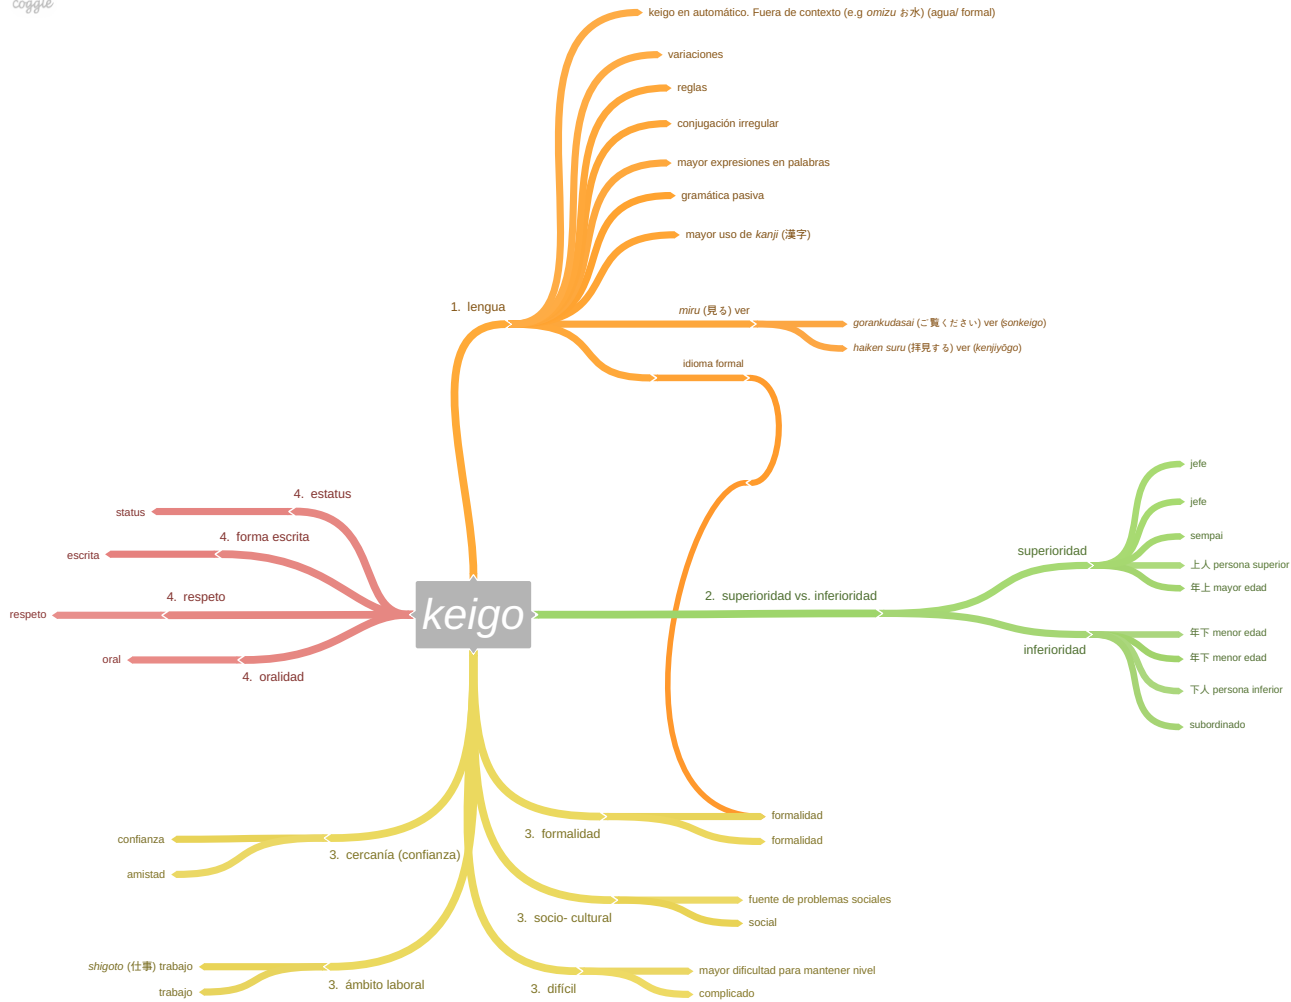 coggle
keigo en automático. Fuera de contexto (e.g omizu お水) (agua/ formal)
variaciones
reglas
conjugación irregular
mayor expresiones en palabras
gramática pasiva
mayor uso de kanji (漢字)
1. lengua
miru (見る) ver
gorankudasai (ご覧ください) ver (sonkeigo)
haiken suru (拝見する) ver (kenjiyōgo)
idioma formal
4. estatus
status
4. forma escrita
escrita
4. respeto
respeto
oral
4. oralidad
keigo
2. superioridad vs. inferioridad
superioridad
jefe
jefe
sempai
上人 persona superior
年上 mayor edad
inferioridad
年下 menor edad
年下 menor edad
下人 persona inferior
subordinado
3. formalidad
formalidad
formalidad
confianza
3. cercanía (confianza)
amistad
3. socio- cultural
fuente de problemas sociales
social
shigoto (仕事) trabajo
3. ámbito laboral
trabajo
3. difícil
mayor dificultad para mantener nivel
complicado